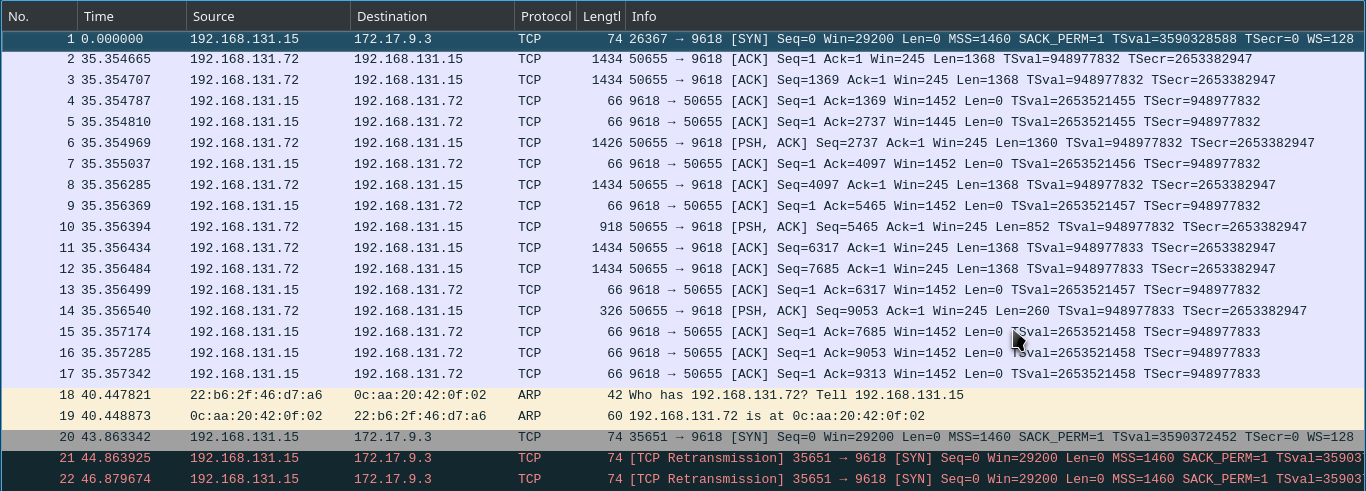 No. Time Source Destination Protocol Lengtl Info
1 0.000000 192.168.131.15 172.17.9.3 TCP 74 26367 → 9618 [SYN] Seq=0 Win=29200 Len=0 MSS=1460 SACK_PERM=1 TSval=3590328588 TSecr=0 WS=128
2 35.354665 192.168.131.72 192.168.131.15 TCP 1434 50655 → 9618 [ACK] Seq=1 Ack=1 Win=245 Len=1368 TSval=948977832 TSecr=2653382947
3 35.354707 192.168.131.72 192.168.131.15 TCP 1434 50655 → 9618 [ACK] Seq=1369 Ack=1 Win=245 Len=1368 TSval=948977832 TSecr=2653382947
4 35.354787 192.168.131.15 192.168.131.72 TCP 66 9618 → 50655 [ACK] Seq=1 Ack=1369 Win=1452 Len=0 TSval=2653521455 TSecr=948977832
5 35.354810 192.168.131.15 192.168.131.72 TCP 66 9618 → 50655 [ACK] Seq=1 Ack=2737 Win=1445 Len=0 TSval=2653521455 TSecr=948977832
6 35.354969 192.168.131.72 192.168.131.15 TCP 1426 50655 → 9618 [PSH, ACK] Seq=2737 Ack=1 Win=245 Len=1360 TSval=948977832 TSecr=2653382947
7 35.355037 192.168.131.15 192.168.131.72 TCP 66 9618 → 50655 [ACK] Seq=1 Ack=4097 Win=1452 Len=0 TSval=2653521456 TSecr=948977832
8 35.356285 192.168.131.72 192.168.131.15 TCP 1434 50655 → 9618 [ACK] Seq=4097 Ack=1 Win=245 Len=1368 TSval=948977832 TSecr=2653382947
9 35.356369 192.168.131.15 192.168.131.72 TCP 66 9618 → 50655 [ACK] Seq=1 Ack=5465 Win=1452 Len=0 TSval=2653521457 TSecr=948977832
10 35.356394 192.168.131.72 192.168.131.15 TCP 918 50655 → 9618 [PSH, ACK] Seq=5465 Ack=1 Win=245 Len=852 TSval=948977832 TSecr=2653382947
11 35.356434 192.168.131.72 192.168.131.15 TCP 1434 50655 → 9618 [ACK] Seq=6317 Ack=1 Win=245 Len=1368 TSval=948977833 TSecr=2653382947
12 35.356484 192.168.131.72 192.168.131.15 TCP 1434 50655 → 9618 [ACK] Seq=7685 Ack=1 Win=245 Len=1368 TSval=948977833 TSecr=2653382947
13 35.356499 192.168.131.15 192.168.131.72 TCP 66 9618 → 50655 [ACK] Seq=1 Ack=6317 Win=1452 Len=0 TSval=2653521457 TSecr=948977832
14 35.356540 192.168.131.72 192.168.131.15 TCP 326 50655 → 9618 [PSH, ACK] Seq=9053 Ack=1 Win=245 Len=260 TSval=948977833 TSecr=2653382947
15 35.357174 192.168.131.15 192.168.131.72 TCP 66 9618 → 50655 [ACK] Seq=1 Ack=7685 Win=1452 Len=0 TSval=2653521458 TSecr=948977833
16 35.357285 192.168.131.15 192.168.131.72 TCP 66 9618 → 50655 [ACK] Seq=1 Ack=9053 Win=1452 Len=0 TSval=2653521458 TSecr=948977833
17 35.357342 192.168.131.15 192.168.131.72 TCP 66 9618 → 50655 [ACK] Seq=1 Ack=9313 Win=1452 Len=0 TSval=2653521458 TSecr=948977833
18 40.447821 22:b6:2f:46:d7:a6 0c:aa:20:42:0f:02 ARP 42 Who has 192.168.131.72? Tell 192.168.131.15
19 40.448873 0c:aa:20:42:0f:02 22:b6:2f:46:d7:a6 ARP 60 192.168.131.72 is at 0c:aa:20:42:0f:02
20 43.863342 192.168.131.15 172.17.9.3 TCP 74 35651 → 9618 [SYN] Seq=0 Win=29200 Len=0 MSS=1460 SACK_PERM=1 TSval=3590372452 TSecr=0 WS=128
21 44.863925 192.168.131.15 172.17.9.3 TCP 74 [TCP Retransmission] 35651 → 9618 [SYN] Seq=0 Win=29200 Len=0 MSS=1460 SACK_PERM=1 TSval=35903
22 46.879674 192.168.131.15 172.17.9.3 TCP 74 [TCP Retransmission] 35651 → 9618 [SYN] Seq=0 Win=29200 Len=0 MSS=1460 SACK_PERM=1 TSval=35903